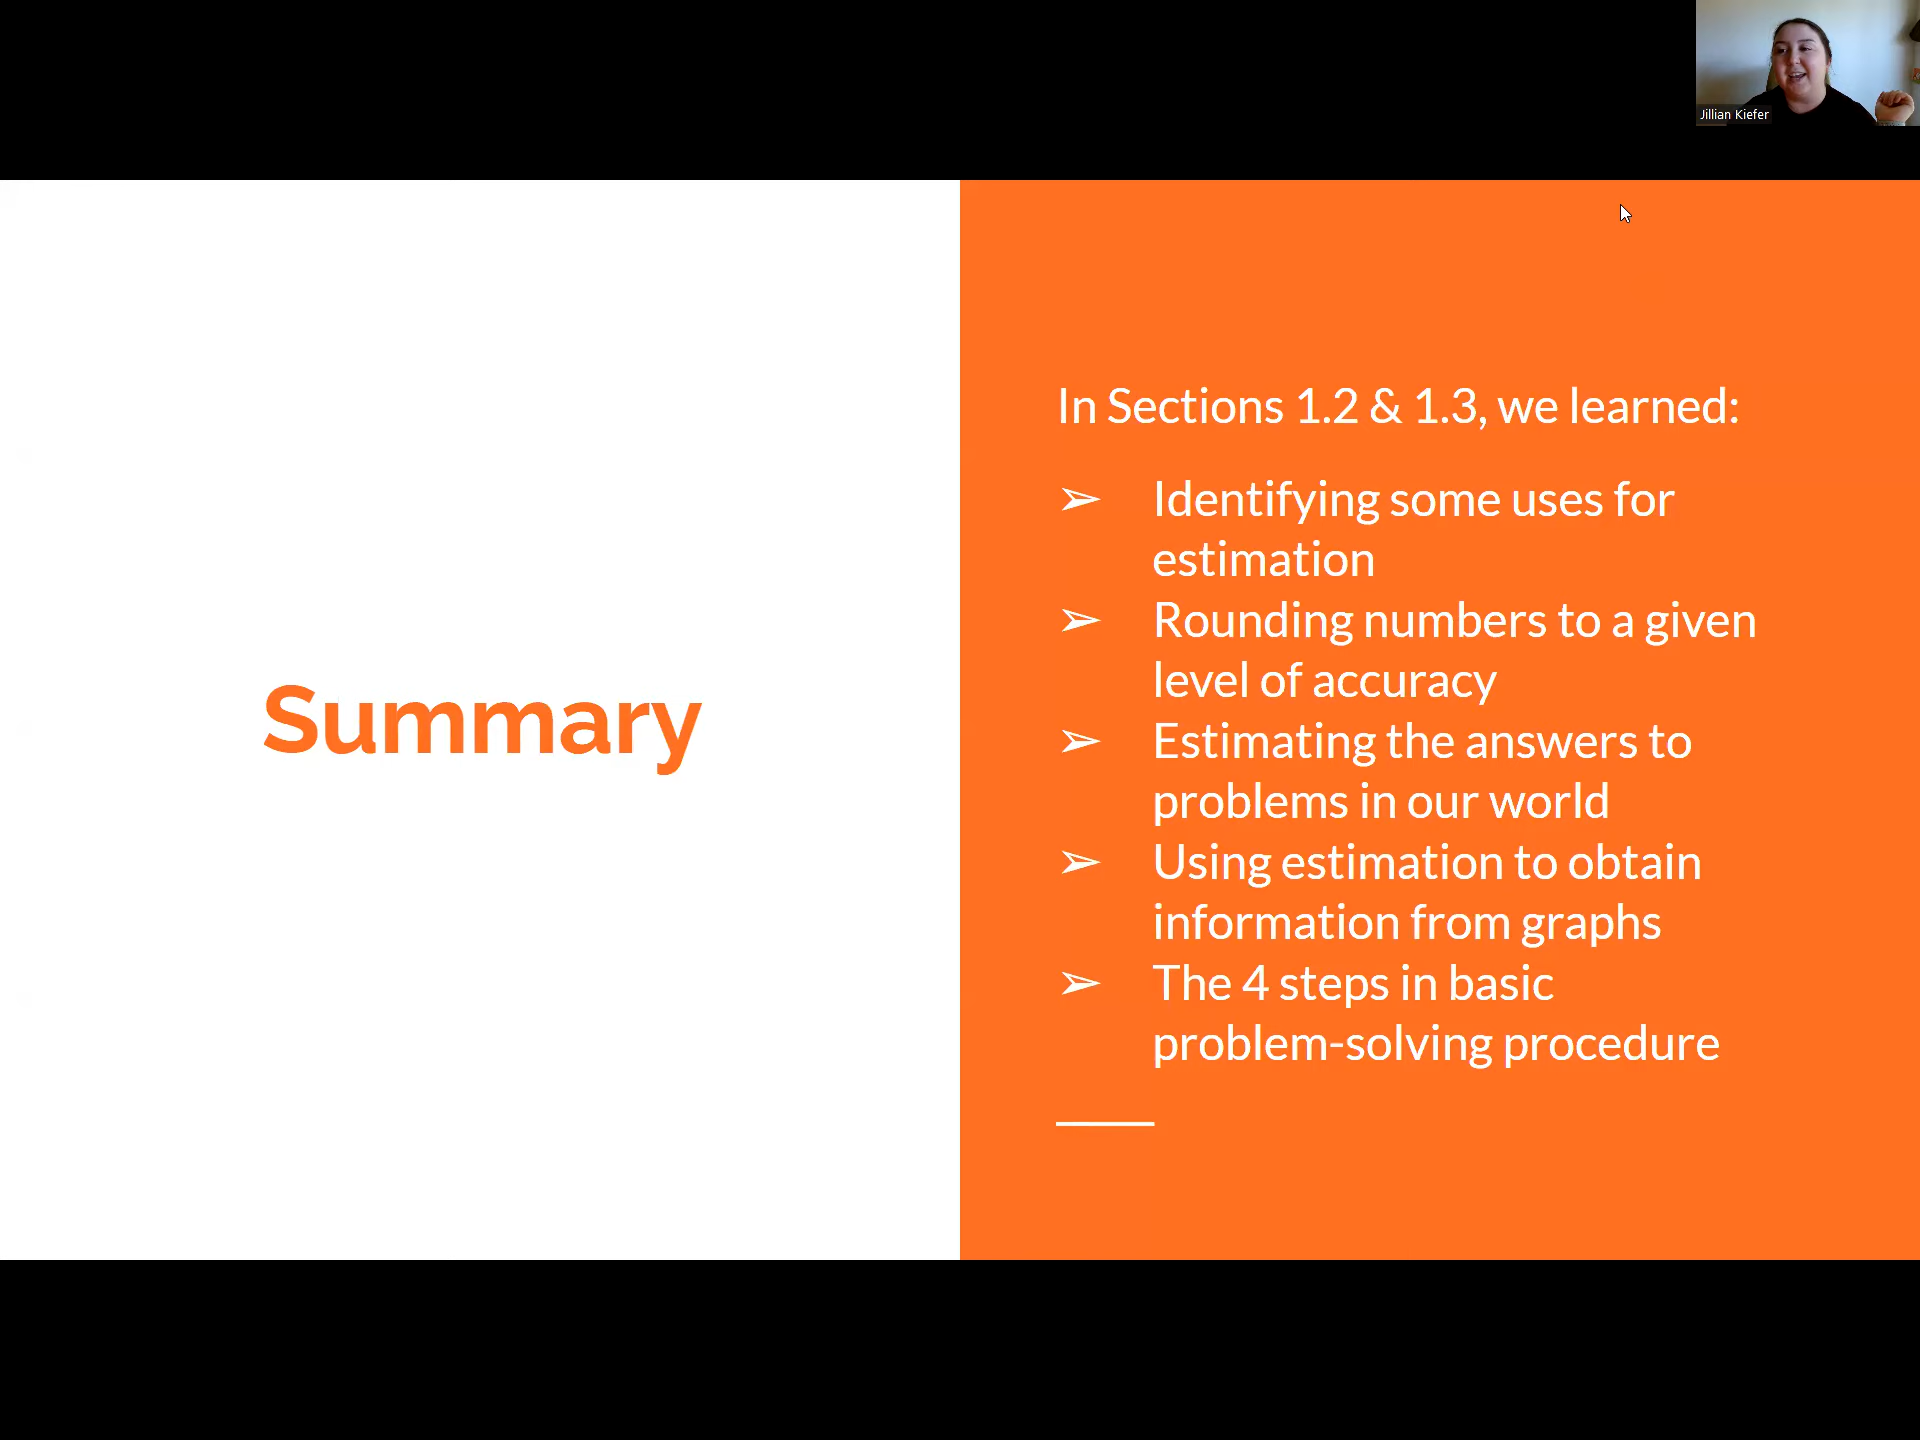 Jillian Kiefer
Summary
In Sections 1.2 & 1.3, we learned:
➢ Identifying some uses for
estimation
➢ Rounding numbers to a given
level of accuracy
➢ Estimating the answers to
problems in our world
➢ Using estimation to obtain
information from graphs
➢ The 4 steps in basic
problem-solving procedure